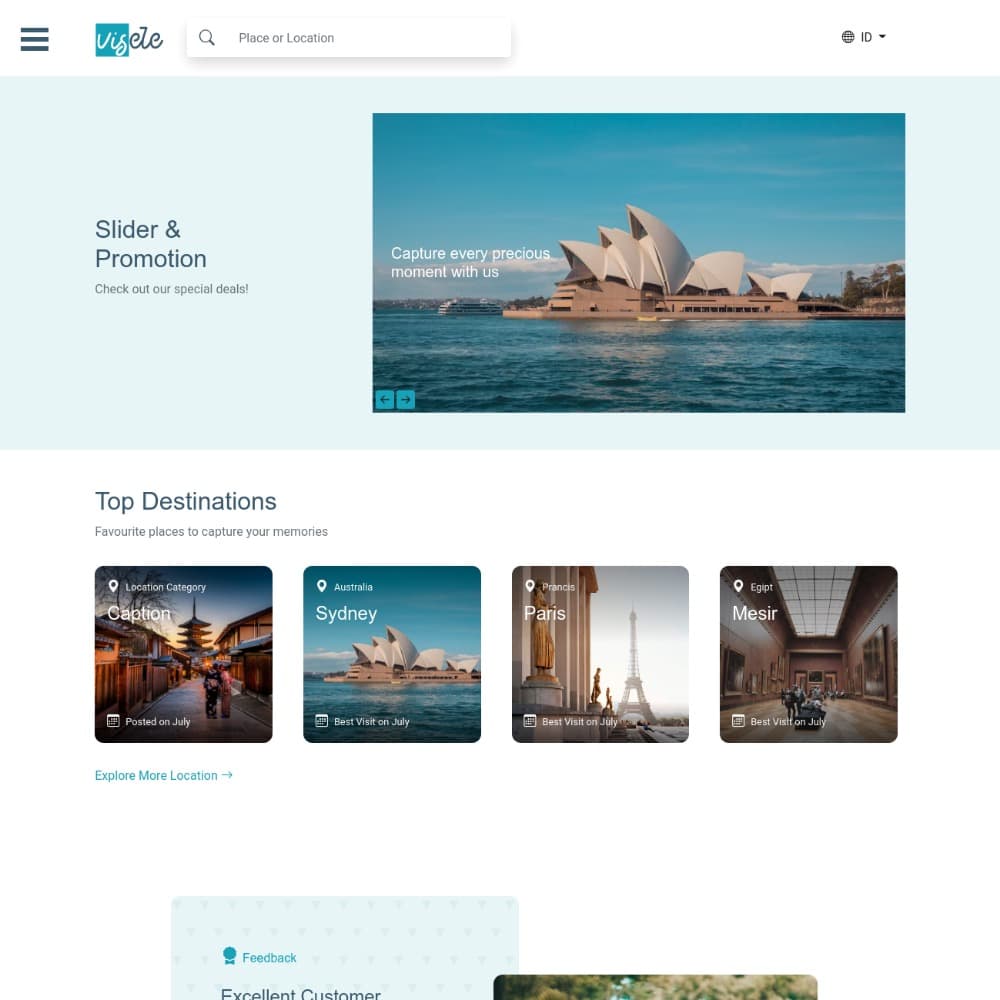 visele
Place or Location
ID
Slider &
Promotion
Check out our special deals!
Capture every precious
moment with us
Top Destinations
Favourite places to capture your memories
Location Category
Caption
Posted on July
Australia
Sydney
Best Visit on July
Prancis
Paris
Best Visit on July
Egipt
Mesir
Best Visit on July
Explore More Location →
Feedback
Excellent Customer